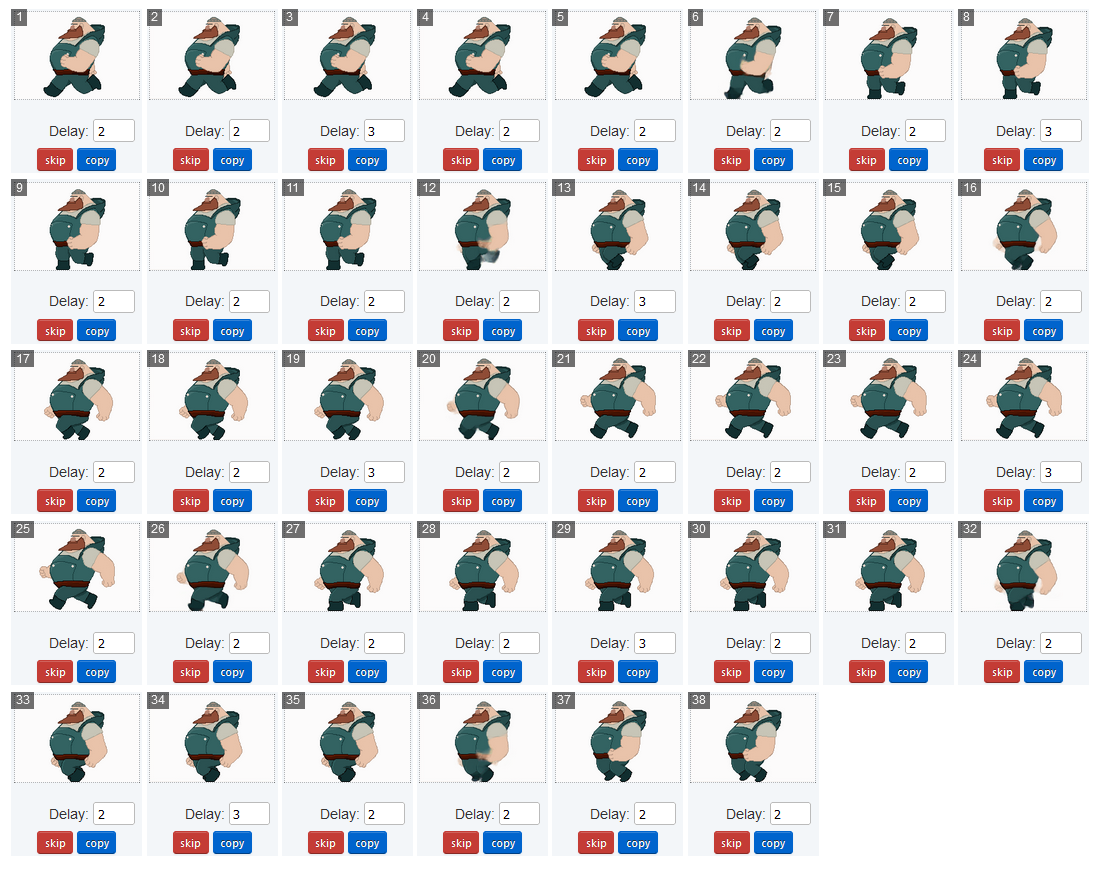 1 2 3 4 5 6 7 8
Delay: 2 Delay: 2 Delay: 3 Delay: 2 Delay: 2 Delay: 2 Delay: 2 Delay: 3
skip copy skip copy skip copy skip copy skip copy skip copy skip copy skip copy
9 10 11 12 13 14 15 16
Delay: 2 Delay: 2 Delay: 2 Delay: 2 Delay: 3 Delay: 2 Delay: 2 Delay: 2
skip copy skip copy skip copy skip copy skip copy skip copy skip copy skip copy
17 18 19 20 21 22 23 24
Delay: 2 Delay: 2 Delay: 3 Delay: 2 Delay: 2 Delay: 2 Delay: 2 Delay: 3
skip copy skip copy skip copy skip copy skip copy skip copy skip copy skip copy
25 26 27 28 29 30 31 32
Delay: 2 Delay: 2 Delay: 2 Delay: 2 Delay: 3 Delay: 2 Delay: 2 Delay: 2
skip copy skip copy skip copy skip copy skip copy skip copy skip copy skip copy
33 34 35 36 37 38
Delay: 2 Delay: 3 Delay: 2 Delay: 2 Delay: 2 Delay: 2
skip copy skip copy skip copy skip copy skip copy skip copy